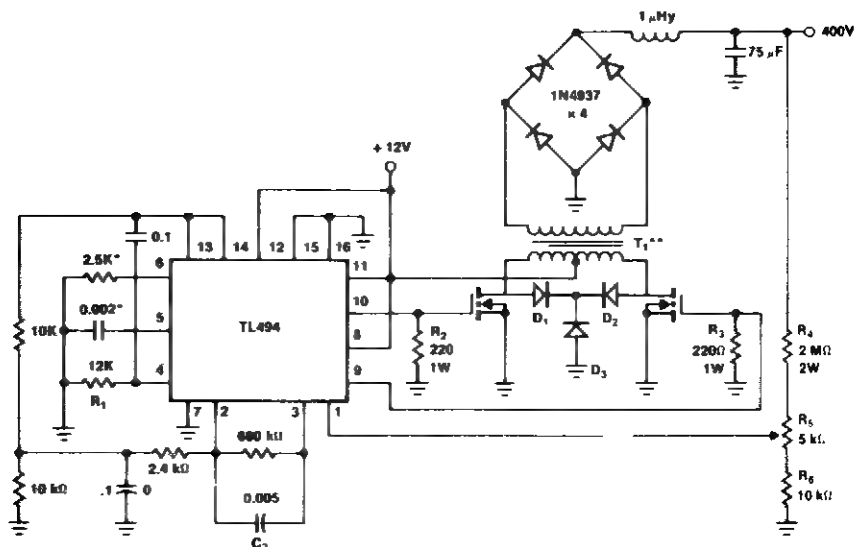 1 μHy
400V
75 μF
1N4937
× 4
+ 12V
T1**
0.1
13
14
12
15
16
2.5K*
6
11
0.002*
5
10
TL494
8
10K
12K
4
9
R1
7
2
3
1
R2
220
1W
D1
D2
D3
R3
220Ω
1W
R4
2 MΩ
2W
R5
5 kΩ
R6
10 kΩ
680 kΩ
2.4 kΩ
10 kΩ
.1
0
0.005